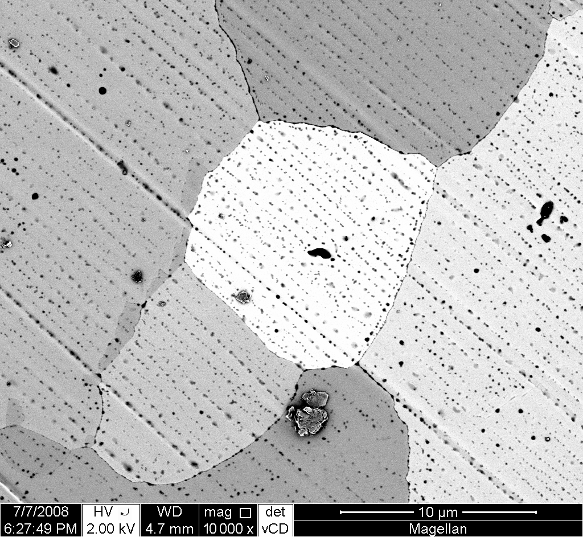 7/7/2008 HV WD mag det 10 µm
6:27:49 PM 2.00 kV 4.7 mm 10 000 x vCD Magellan